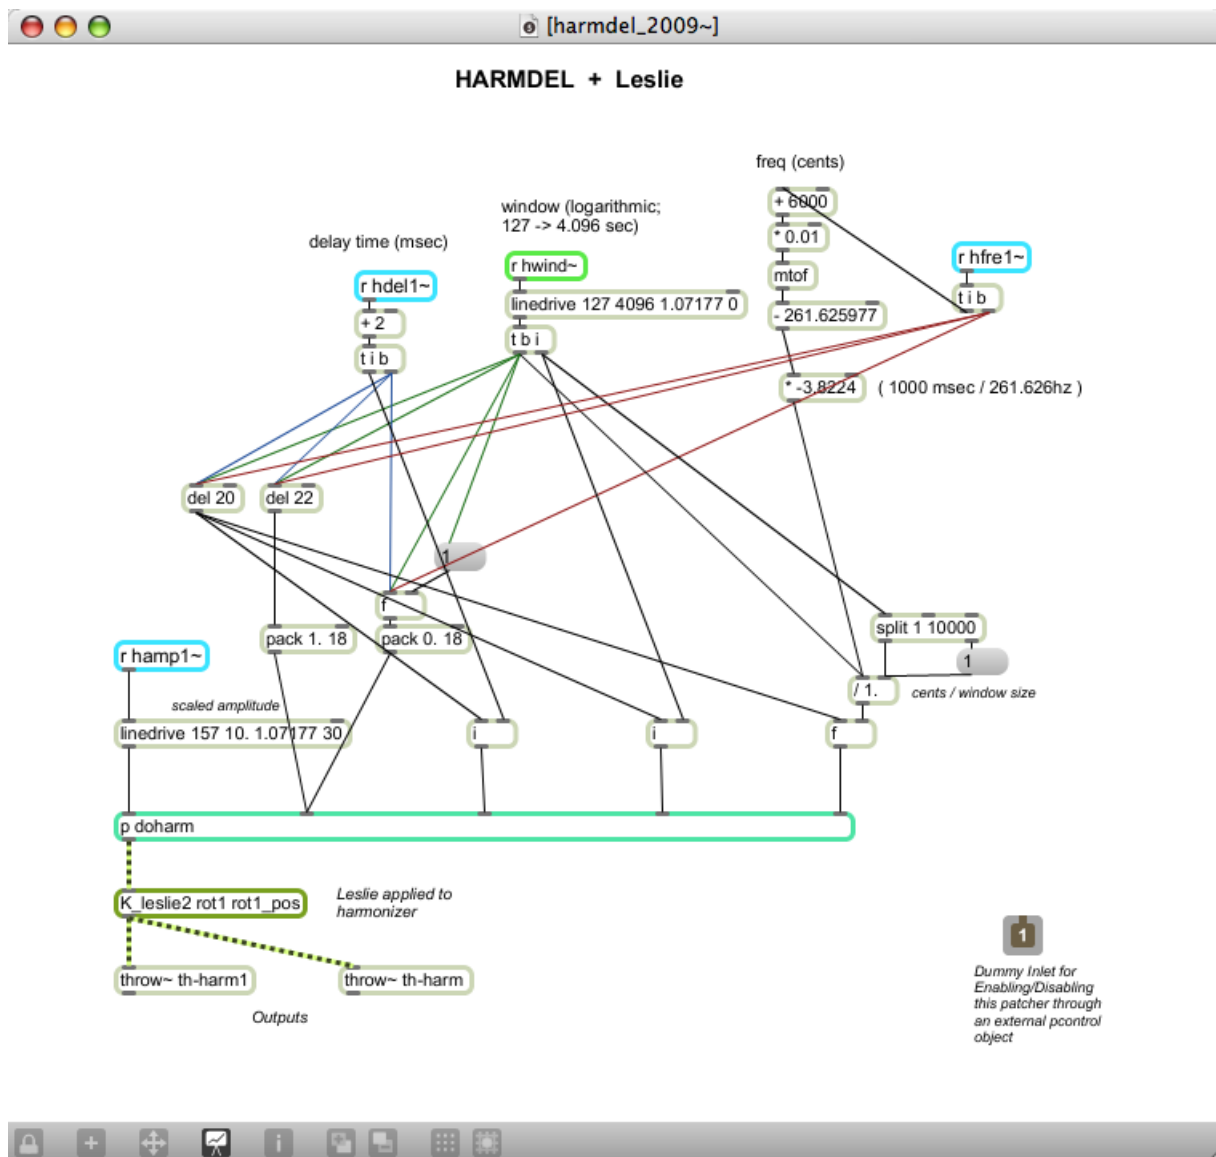 [harmdel_2009~]
HARMDEL + Leslie
freq (cents)
+ 6000
window (logarithmic;
127 -> 4.096 sec)
* 0.01
delay time (msec)
r hwind~
r hfre1~
mtof
r hdel1~
linedrive 127 4096 1.07177 0
t i b
+ 2
- 261.625977
t b i
t i b
* -3.8224
( 1000 msec / 261.626hz )
del 20
del 22
1
f
split 1 10000
pack 1. 18
pack 0. 18
r hamp1~
1
/ 1.
cents / window size
scaled amplitude
linedrive 157 10. 1.07177 30
i
i
f
p doharm
K_leslie2 rot1 rot1_pos
Leslie applied to
harmonizer
1
throw~ th-harm1
throw~ th-harm
Dummy Inlet for
Enabling/Disabling
this patcher through
an external pcontrol
object
Outputs